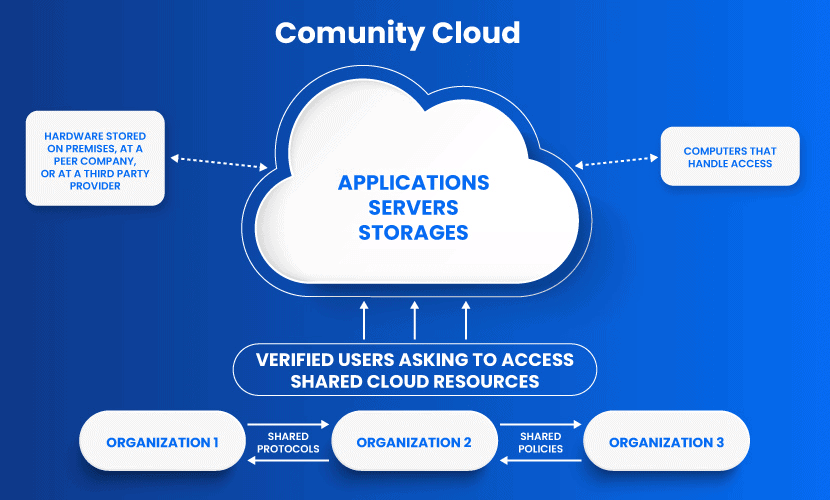 Comunity Cloud
HARDWARE STORED
ON PREMISES, AT A
PEER COMPANY,
OR AT A THIRD PARTY
PROVIDER
COMPUTERS THAT
HANDLE ACCESS
APPLICATIONS
SERVERS
STORAGES
VERIFIED USERS ASKING TO ACCESS
SHARED CLOUD RESOURCES
ORGANIZATION 1
SHARED
PROTOCOLS
ORGANIZATION 2
SHARED
POLICIES
ORGANIZATION 3